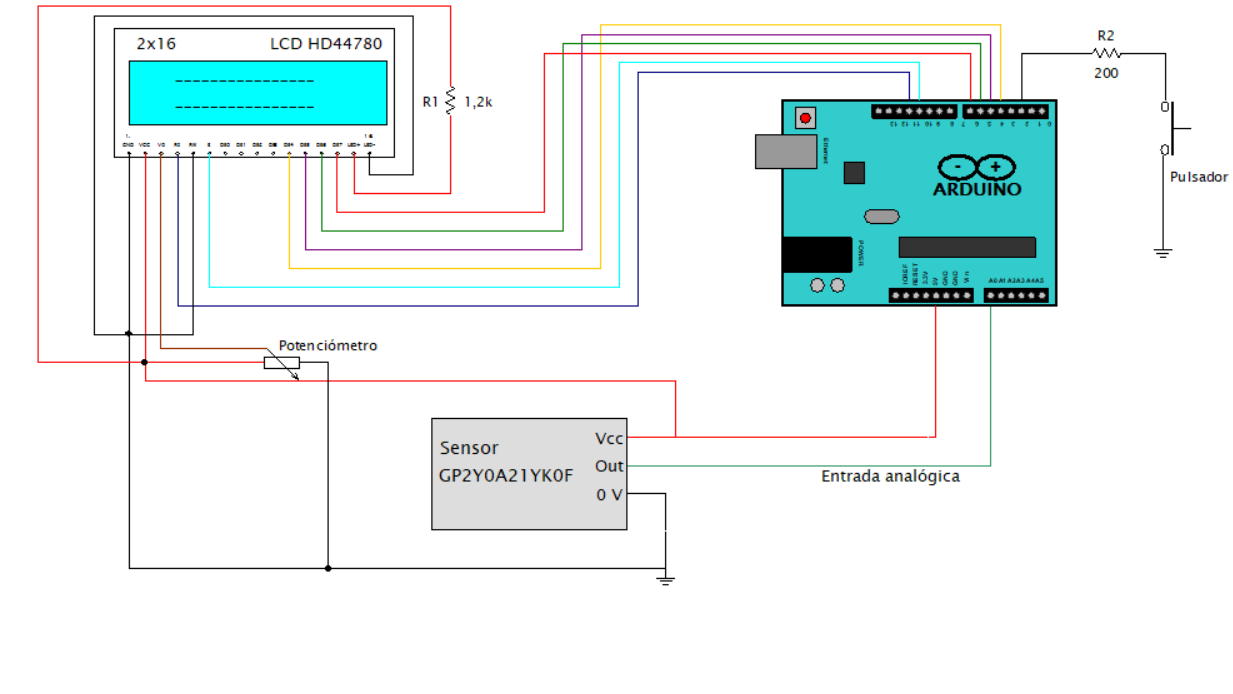 2x16 LCD HD44780
1. 16
GND VCC VO RS RW E DB0 DB1 DB2 DB3 DB4 DB5 DB6 DB7 LED+ LED-
R1 1,2k
R2
200
Pulsador
13 12 11 10 9 8 7 6 5 4 3 2 1 0
Ethernet
ARDUINO
POWER
IOREF
RESET
3.3V
5V
GND
GND
Vin
A0 A1 A2 A3 A4 A5
Potenciómetro
Sensor
GP2Y0A21YK0F
Vcc
Out
0 V
Entrada analógica